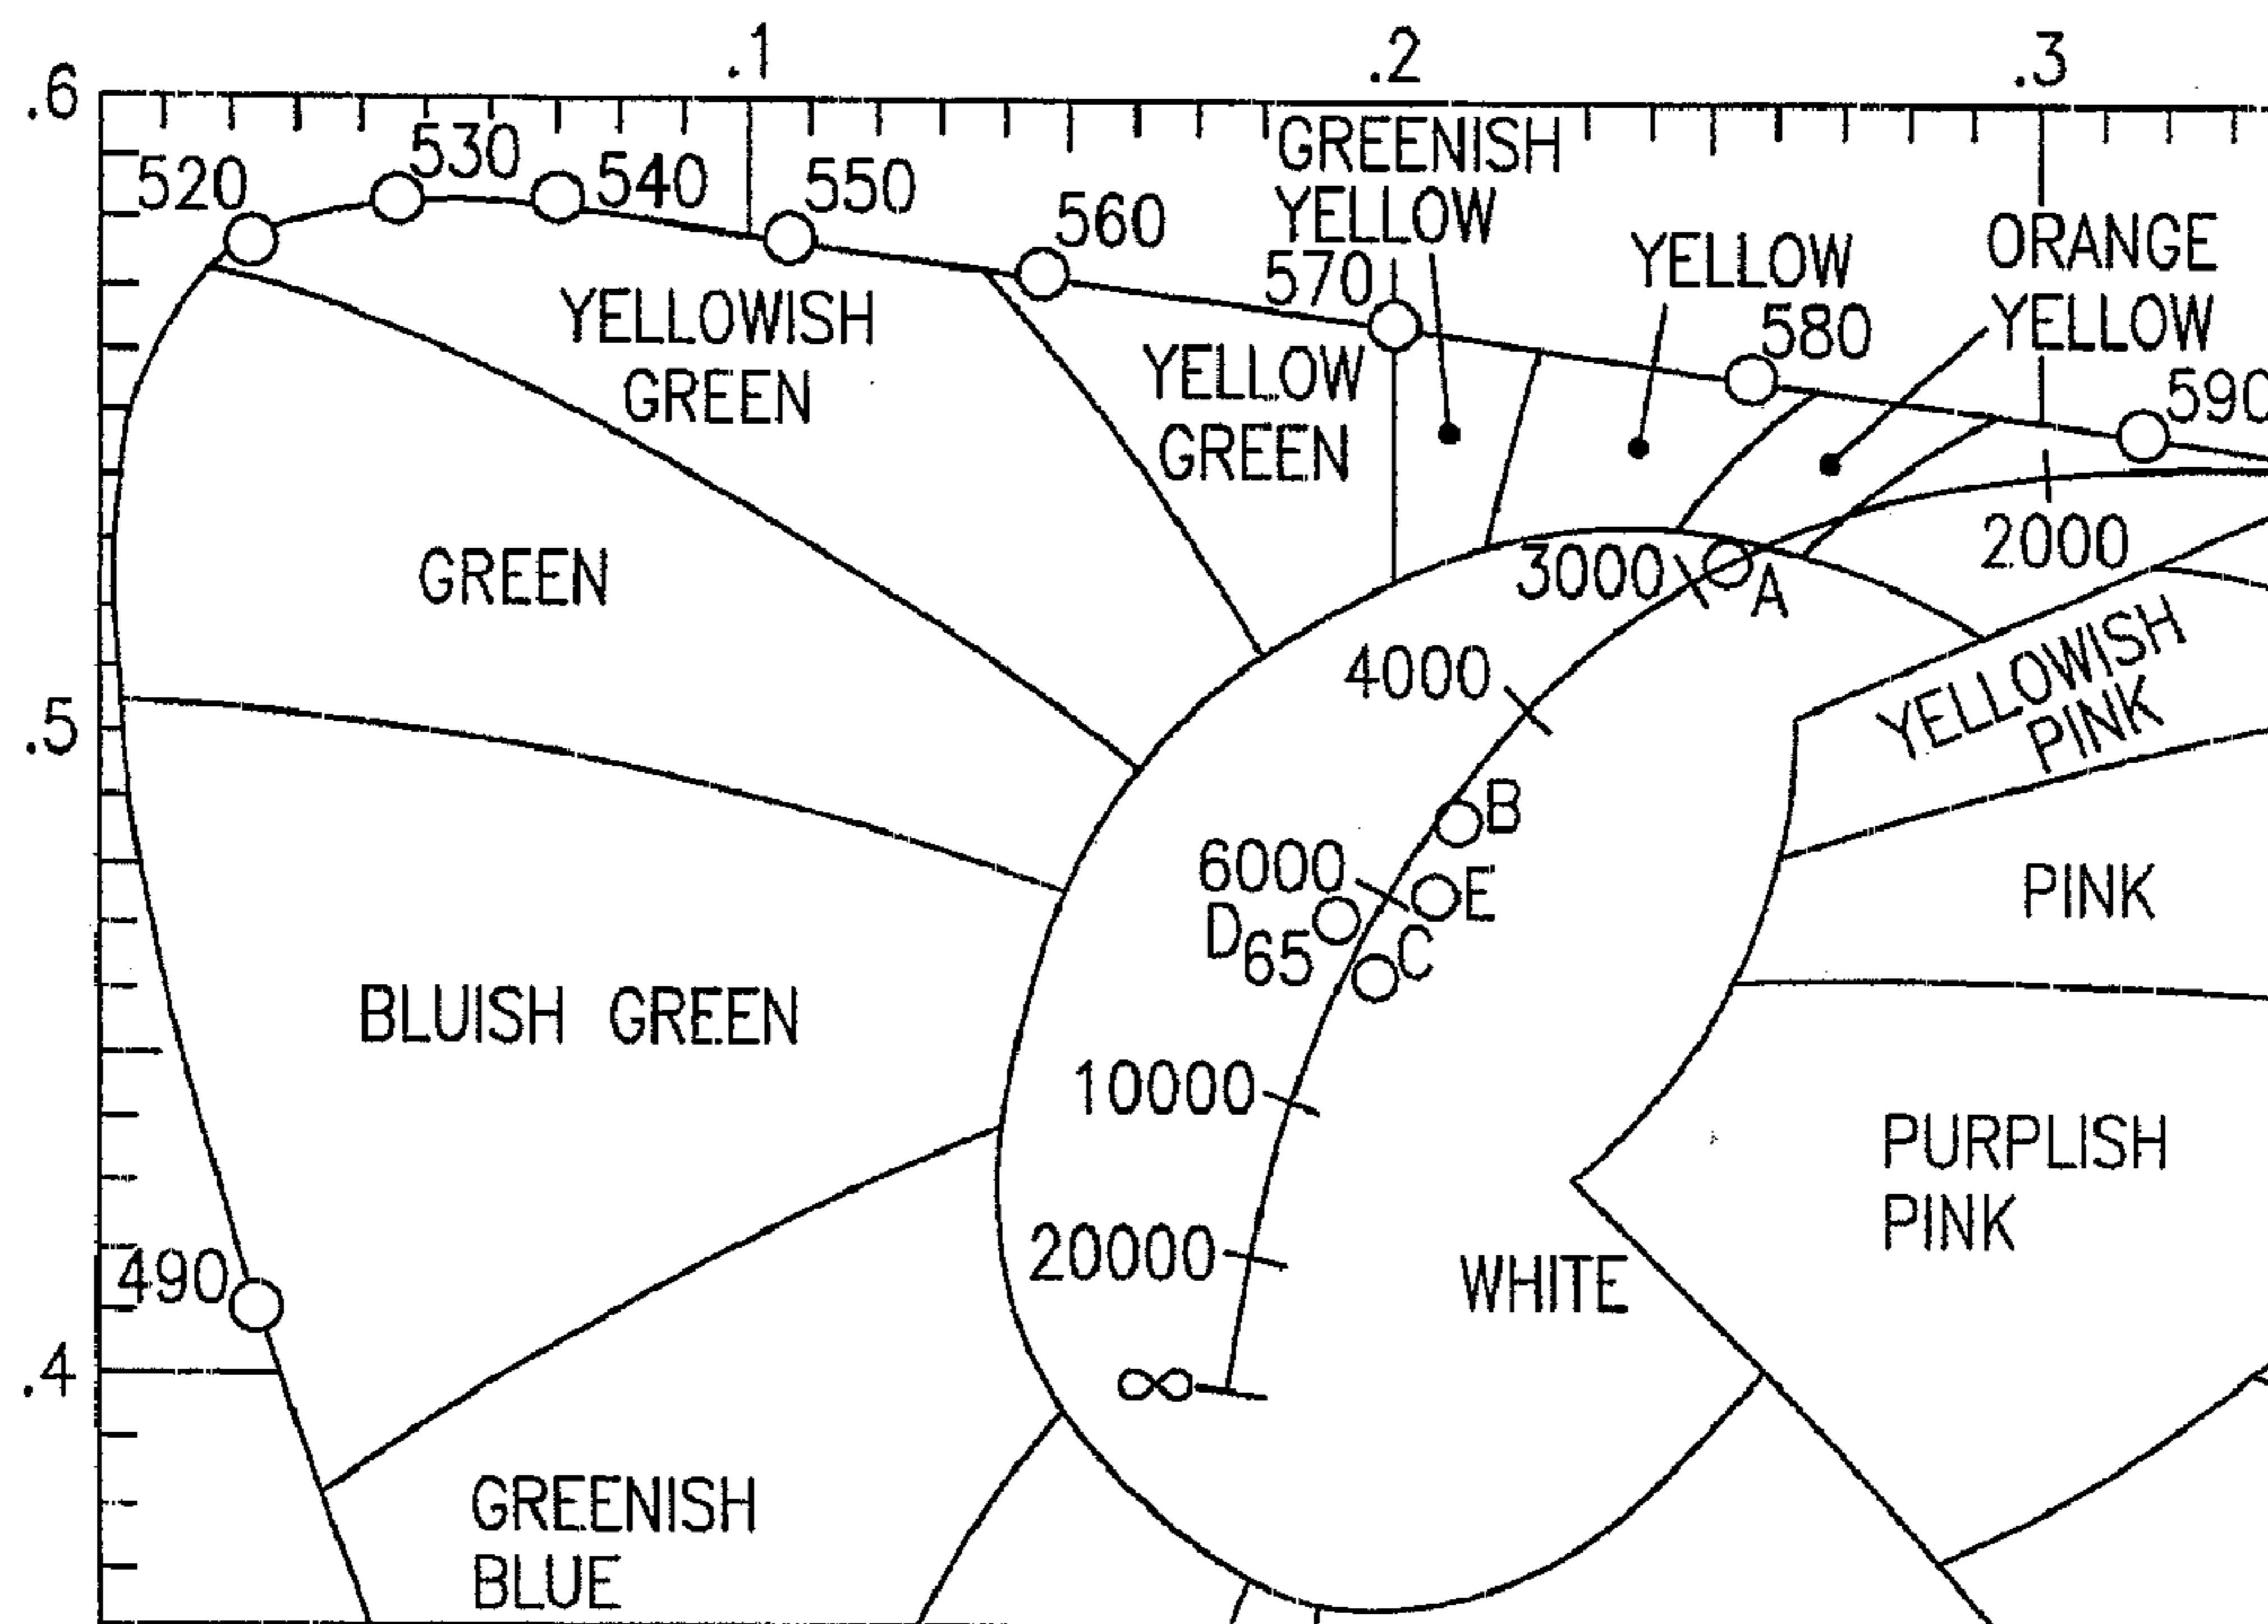 .1
.2
.3
.6
520
530
540
550
560
570
GREENISH
YELLOW
YELLOW
580
ORANGE
YELLOW
590
YELLOWISH
GREEN
YELLOW
GREEN
GREEN
3000
A
2000
4000
YELLOWISH
PINK
.5
B
6000
E
D65
C
PINK
BLUISH GREEN
10000
PURPLISH
PINK
20000
WHITE
490
.4
∞
GREENISH
BLUE